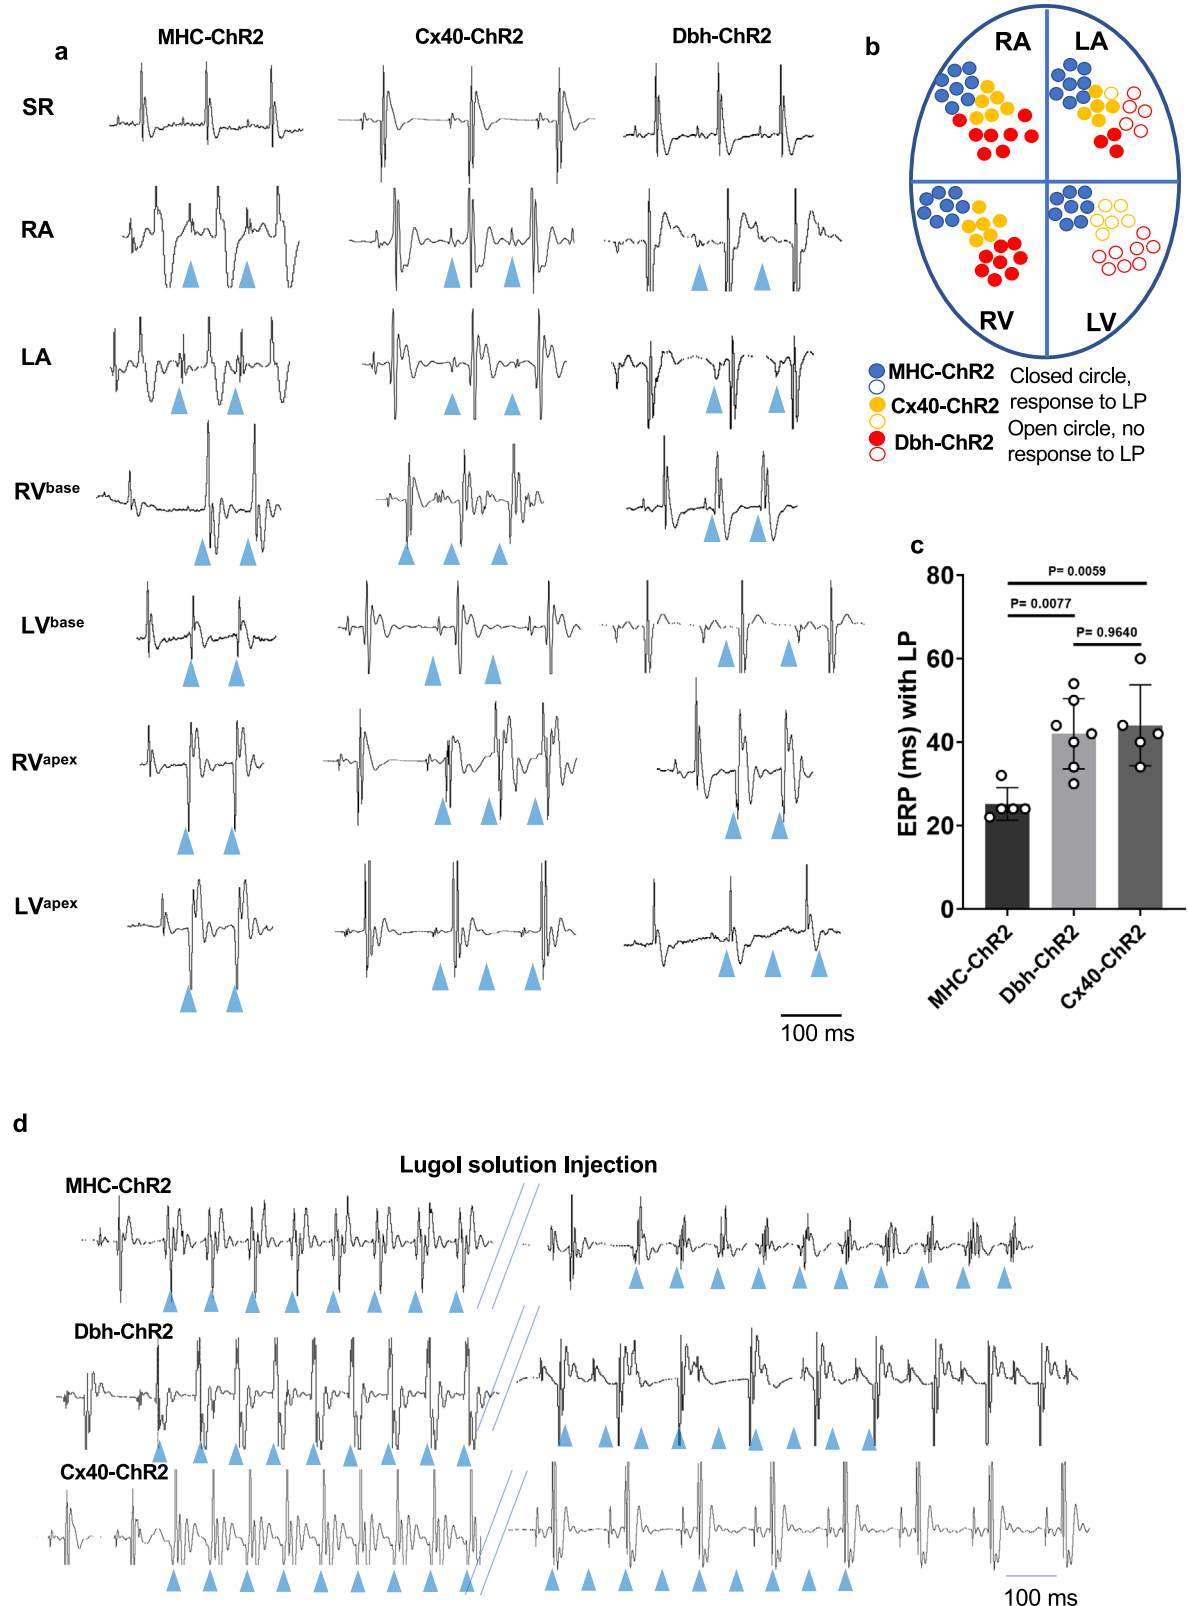 a
MHC-ChR2
Cx40-ChR2
Dbh-ChR2
SR
RA
LA
RVbase
LVbase
RVapex
LVapex
100 ms
b
RA
LA
RV
LV
MHC-ChR2
Cx40-ChR2
Dbh-ChR2
Closed circle,
response to LP
Open circle, no
response to LP
c
P= 0.0059
P= 0.0077
P= 0.9640
ERP (ms) with LP
80
60
40
20
0
MHC-ChR2
Dbh-ChR2
Cx40-ChR2
d
Lugol solution Injection
MHC-ChR2
Dbh-ChR2
Cx40-ChR2
100 ms